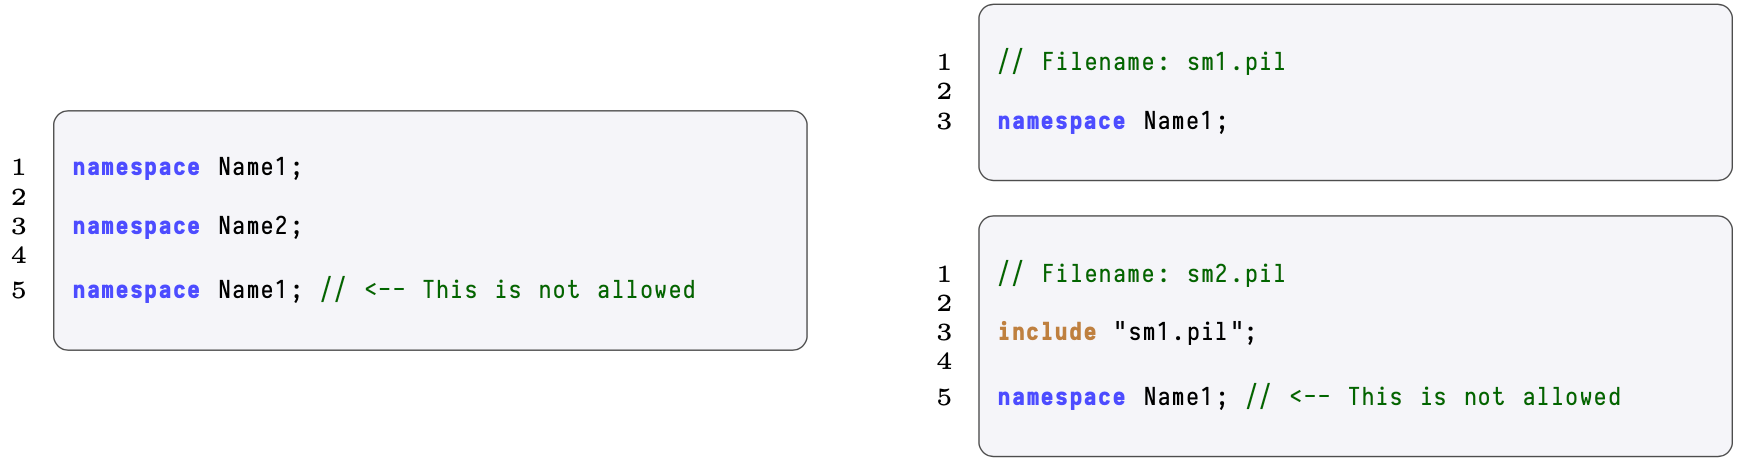 1 namespace Name1;
2
3 namespace Name2;
4
5 namespace Name1; // <-- This is not allowed
1 // Filename: sm1.pil
2
3 namespace Name1;
1 // Filename: sm2.pil
2
3 include "sm1.pil";
4
5 namespace Name1; // <-- This is not allowed